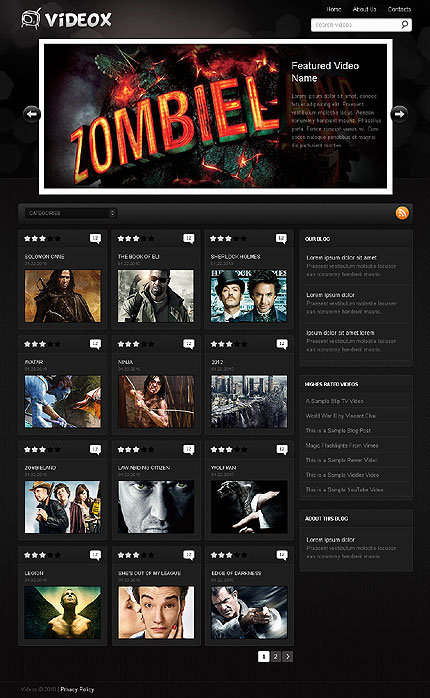 Home About Us Contacts
ViDEOX
search videos
ZOMBIEL
Featured Video
Name
Lorem ipsum dolor sit amet, consectetur
adipiscing elit. Praesent
vestibulum molestie lacus. Aenean
nonummy hendrerit mauris. Phasellus
porta. Fusce suscipit varius mi. Cum
sociis natoque penatibus et magnis
dis parturient montes
CATEGORIES
12
12
12
SOLOMON CANE
THE BOOK OF ELI
SHERLOCK HOLMES
01.22.2010
01.22.2010
01.22.2010
12
12
12
AVATAR
NINJA
2012
01.22.2010
01.22.2010
01.22.2010
12
12
12
ZOMBIELAND
LAW ABIDING CITIZEN
WOLFMAN
01.22.2010
01.22.2010
01.22.2010
12
12
12
LEGION
SHE'S OUT OF MY LEAGUE
EDGE OF DARKNESS
01.22.2010
01.22.2010
01.22.2010
1 2
OUR BLOG
Lorem ipsum dolor sit amet
Praesent vestibulum molestie lacus
aan nonummy hendrerit mauris
Lorem ipsum dolor
Praesent vestibulum molestie lacus
aan nonummy hendrerit mauris
Ipsum dolor sit amet lorem
Praesent vestibulum molestie lacus
aan nonummy hendrerit mauris
HIGHES RATED VIDEOS
A Sample Blip TV Video
World War II by Vincent Chai
This is a Sample Blog Post
Magic Flashlights From Vimeo
This is a Sample Revver Video
This is a Sample Viddler Video
This is a Sample YouTube Video
ABOUT THIS BLOG
Lorem ipsum dolor
Praesent vestibulum molestie lacus
aan nonummy hendrerit mauris
Videox © 2010 | Privacy Policy